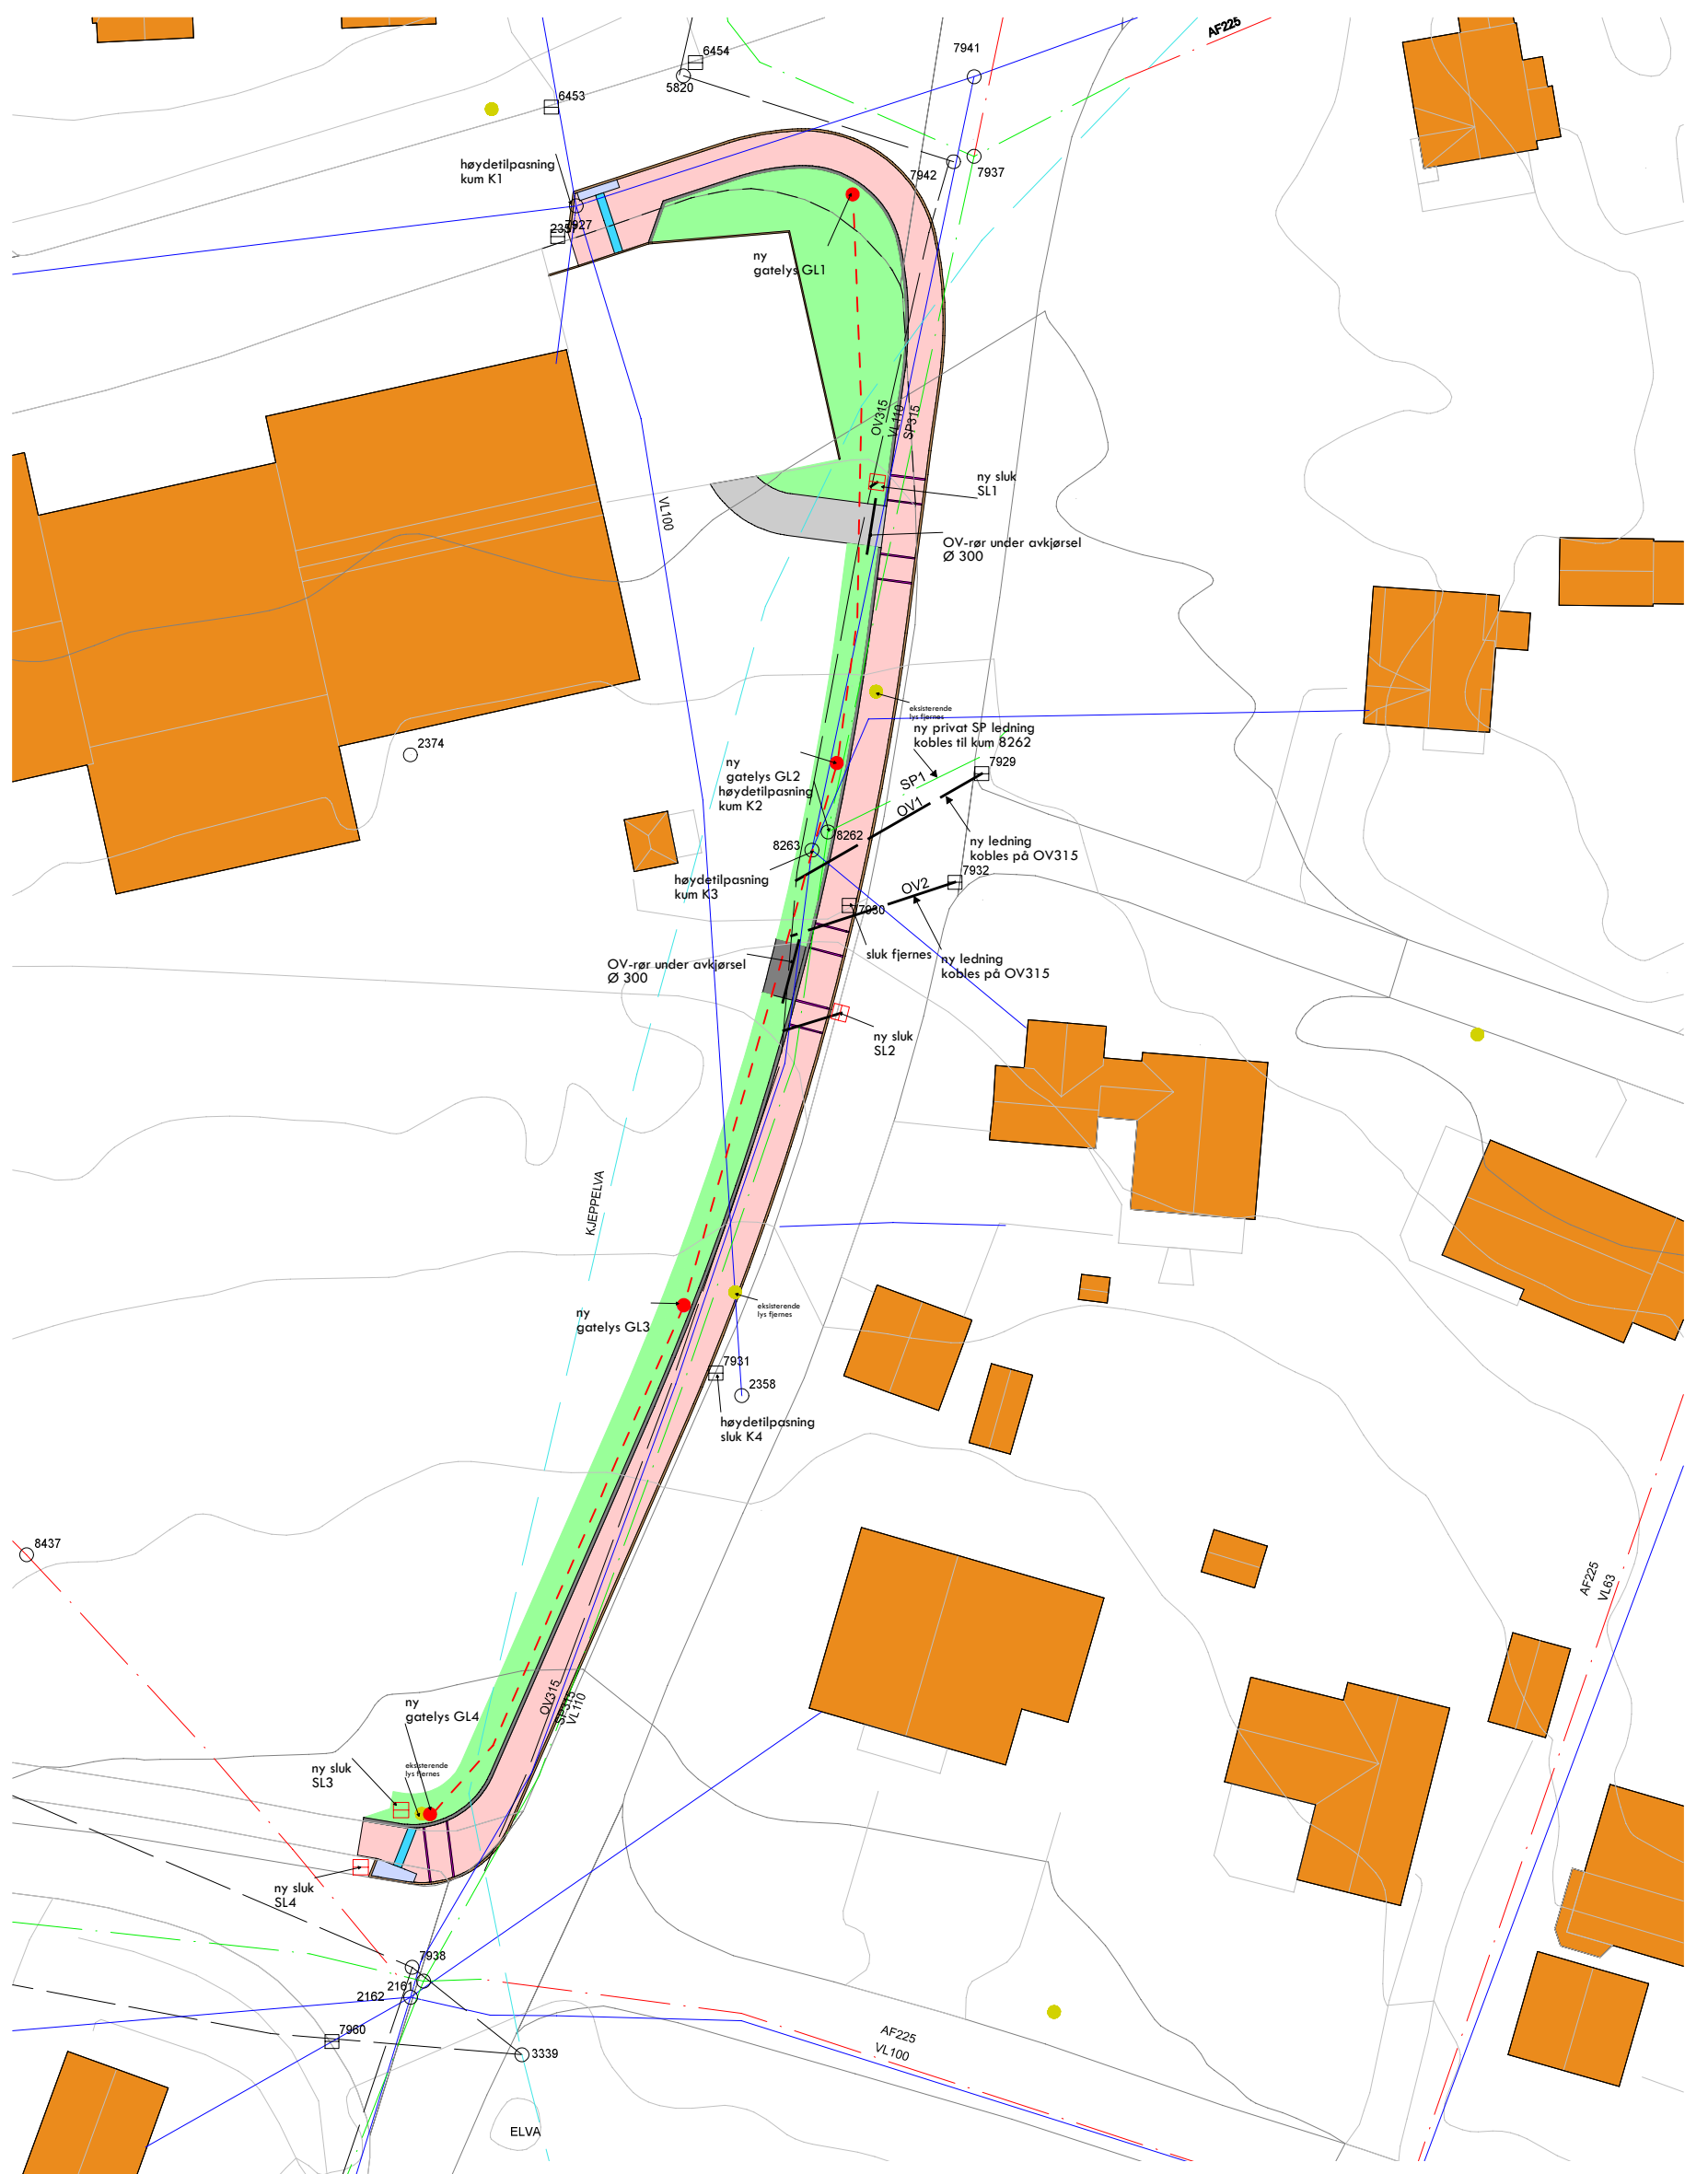 AF225
6454
7941
5820
6453
7942
7937
høydetilpasning
kum K1
7927
ny
gatelys GL1
OV315
VL110
SP315
ny sluk
SL1
VL100
OV-rør under avkjørsel
Ø 300
eksisterende
lys fjernes
ny privat SP ledning
kobles til kum 8262
2374
ny
gatelys GL2
høydetilpasning
kum K2
7929
SP1
OV1
8262
8263
ny ledning
kobles på OV315
høydetilpasning
kum K3
7932
OV2
7930
sluk fjernes
ny ledning
kobles på OV315
OV-rør under avkjørsel
Ø 300
ny sluk
SL2
KJEPPELVA
eksisterende
lys fjernes
ny
gatelys GL3
7931
2358
høydetilpasning
sluk K4
8437
AF225
VL63
OV315
SP315
VL110
ny
gatelys GL4
eksisterende
lys fjernes
ny sluk
SL3
ny sluk
SL4
7938
2161
2162
7960
3339
AF225
VL100
ELVA